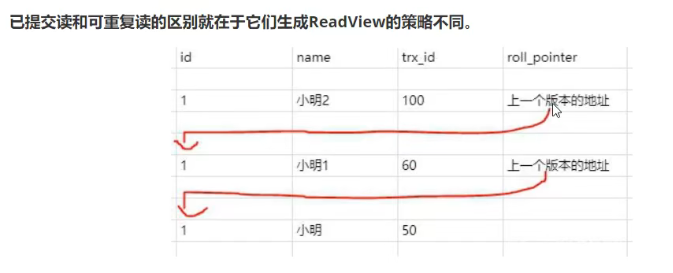 已提交读和可重复读的区别就在于它们生成ReadView的策略不同。
id name trx_id roll_pointer
1 小明2 100 上一个版本的地址
1 小明1 60 上一个版本的地址
1 小明 50